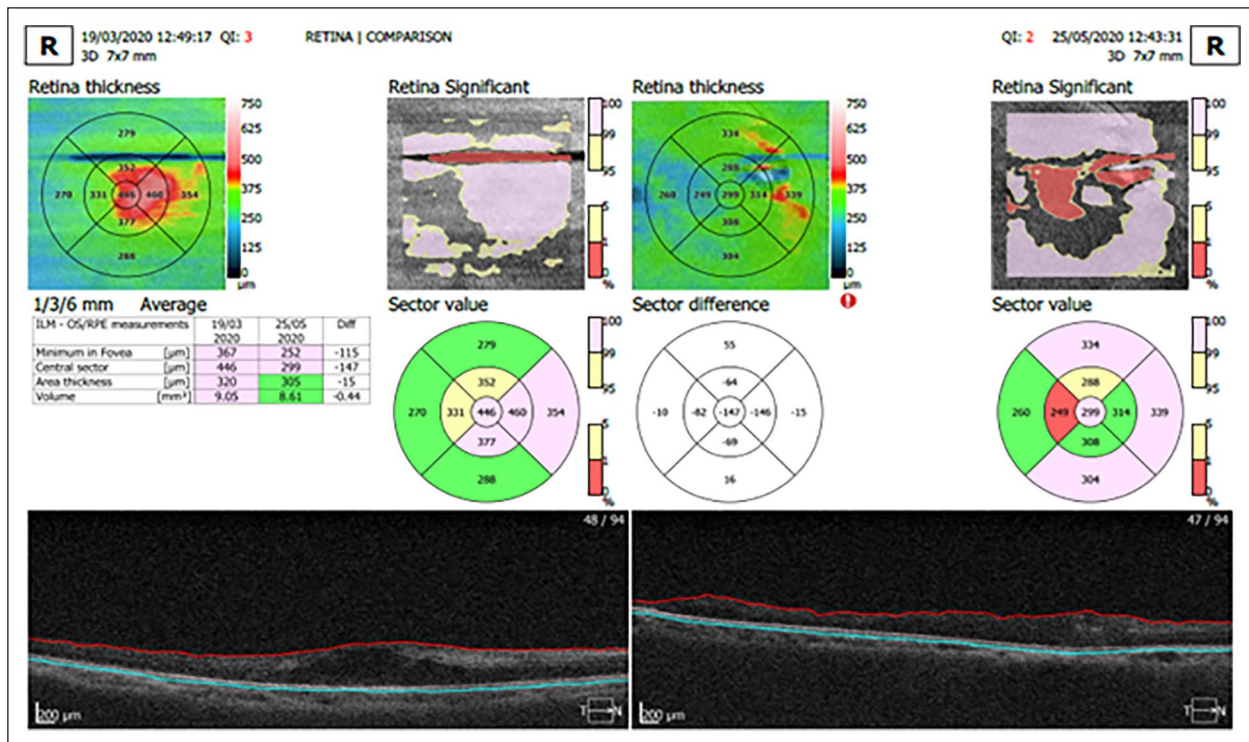 R 19/03/2020 12:49:17 QI: 3 RETINA | COMPARISON QI: 2 25/05/2020 12:43:31 R
3D 7x7 mm 3D 7x7 mm
Retina thickness Retina Significant Retina thickness Retina Significant
750 100 750 100
625 99 625 99
500 95 500 95
375 375
250 5 250 5
125 1 125 1
0 0 0 0
µm % µm %
279
352
270 331 446 460 354
377
288
334
288
260 249 299 314 339
308
304
1/3/6 mm Average Sector value Sector difference Sector value
ILM - OS/RPE measurements 19/03 2020 25/05 2020 Diff
Minimum in Fovea [µm] 367 252 -115
Central sector [µm] 446 299 -147
Area thickness [µm] 320 305 -15
Volume [mm³] 9.05 8.61 -0.44
279
352
270 331 446 460 354
377
288
100
99
95
5
1
0
%
55
-64
-10 -82 -147 -146 -15
-69
16
334
288
260 249 299 314 339
308
304
100
99
95
5
1
0
%
48 / 94 47 / 94
200 µm T N 200 µm T N